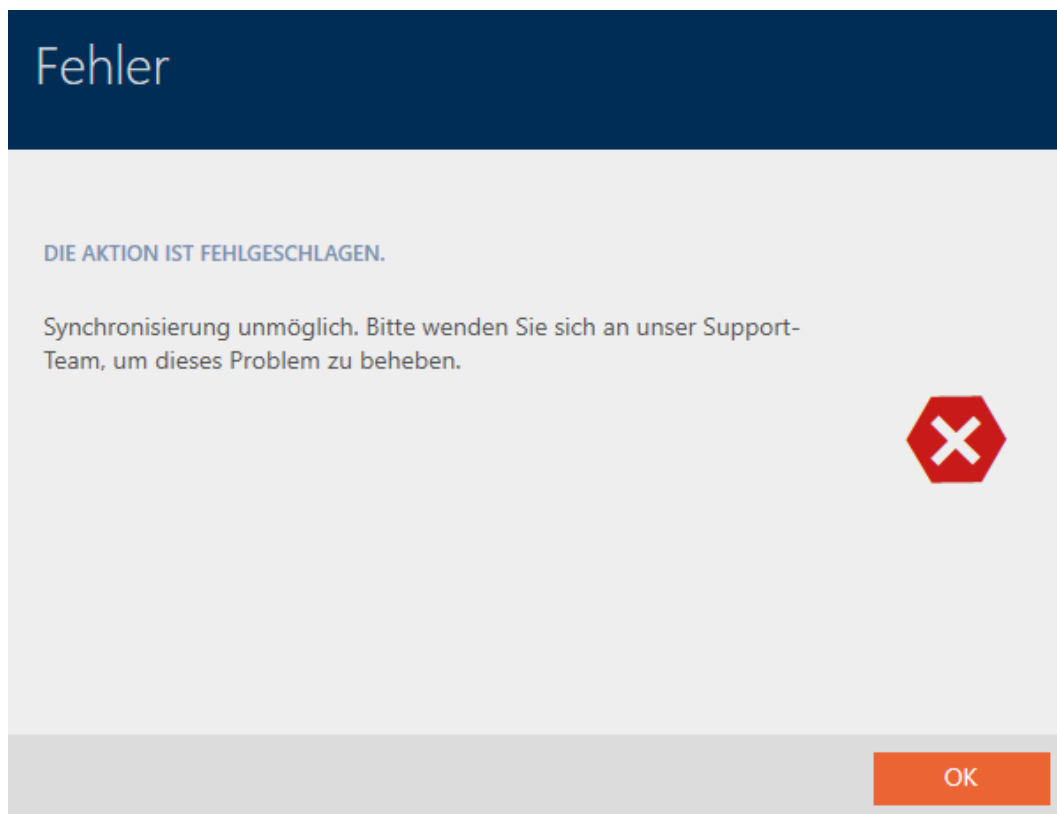 Fehler
DIE AKTION IST FEHLGESCHLAGEN.
Synchronisierung unmöglich. Bitte wenden Sie sich an unser Support-
Team, um dieses Problem zu beheben.
OK